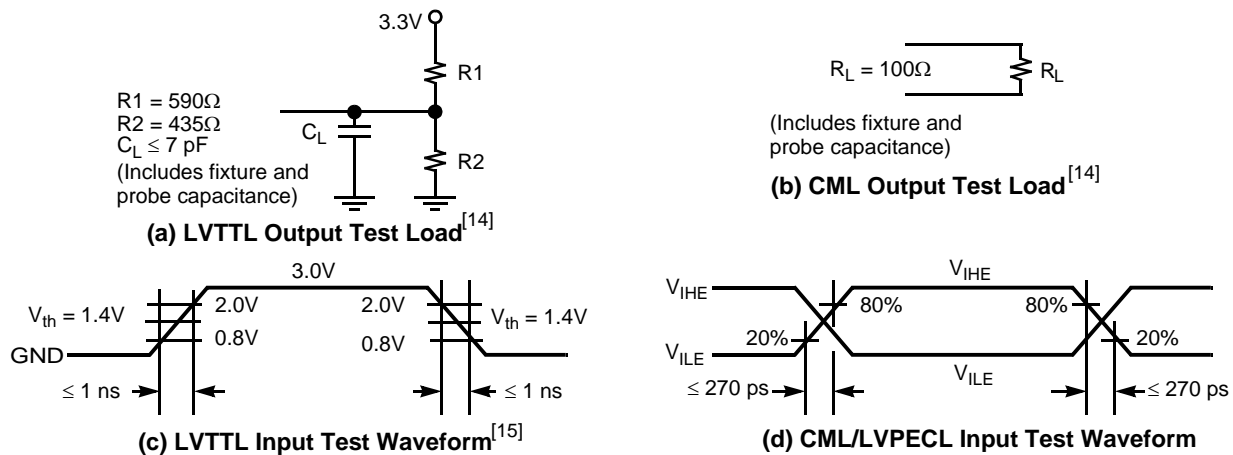 3.3V
R1
R1 = 590Ω
R2 = 435Ω
C_L ≤ 7 pF
(Includes fixture and
probe capacitance)
C_L
R2
(a) LVTTL Output Test Load[14]
R_L = 100Ω
R_L
(Includes fixture and
probe capacitance)
(b) CML Output Test Load[14]
3.0V
V_th = 1.4V
2.0V
0.8V
2.0V
0.8V
V_th = 1.4V
GND
≤ 1 ns
≤ 1 ns
(c) LVTTL Input Test Waveform[15]
V_IHE
V_IHE
80%
80%
20%
20%
V_ILE
V_ILE
≤ 270 ps
≤ 270 ps
(d) CML/LVPECL Input Test Waveform